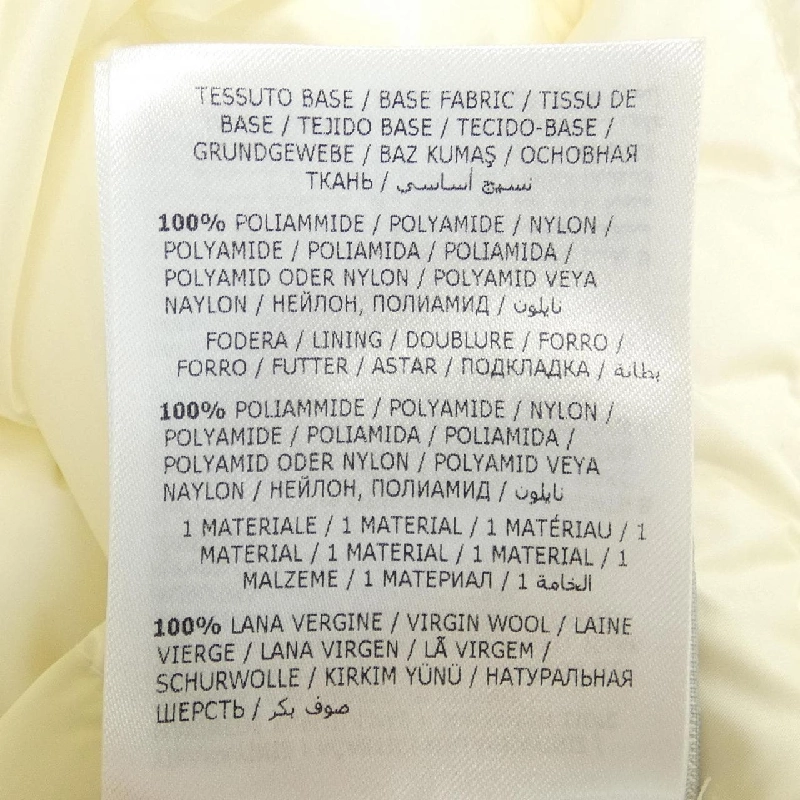 TESSUTO BASE / BASE FABRIC / TISSU DE
BASE / TEJIDO BASE / TECIDO-BASE /
GRUNDGEWEBE / BAZ KUMAŞ / ОСНОВНАЯ
ТКАНЬ / نسيج أساسي
100% POLIAMMIDE / POLYAMIDE / NYLON /
POLYAMIDE / POLIAMIDA / POLIAMIDA /
POLYAMID ODER NYLON / POLYAMID VEYA
NAYLON / НЕЙЛОН, ПОЛИАМИД / نايلون
FODERA / LINING / DOUBLURE / FORRO /
FORRO / FUTTER / ASTAR / ПОДКЛАДКА / بطانة
100% POLIAMMIDE / POLYAMIDE / NYLON /
POLYAMIDE / POLIAMIDA / POLIAMIDA /
POLYAMID ODER NYLON / POLYAMID VEYA
NAYLON / НЕЙЛОН, ПОЛИАМИД / نايلون
1 MATERIALE / 1 MATERIAL / 1 MATÉRIAU / 1
MATERIAL / 1 MATERIAL / 1 MATERIAL / 1
MALZEME / 1 МАТЕРИАЛ / 1 الخامة
100% LANA VERGINE / VIRGIN WOOL / LAINE
VIERGE / LANA VIRGEN / LÃ VIRGEM /
SCHURWOLLE / KIRKIM YÜNÜ / НАТУРАЛЬНАЯ
ШЕРСТЬ / صوف بكر